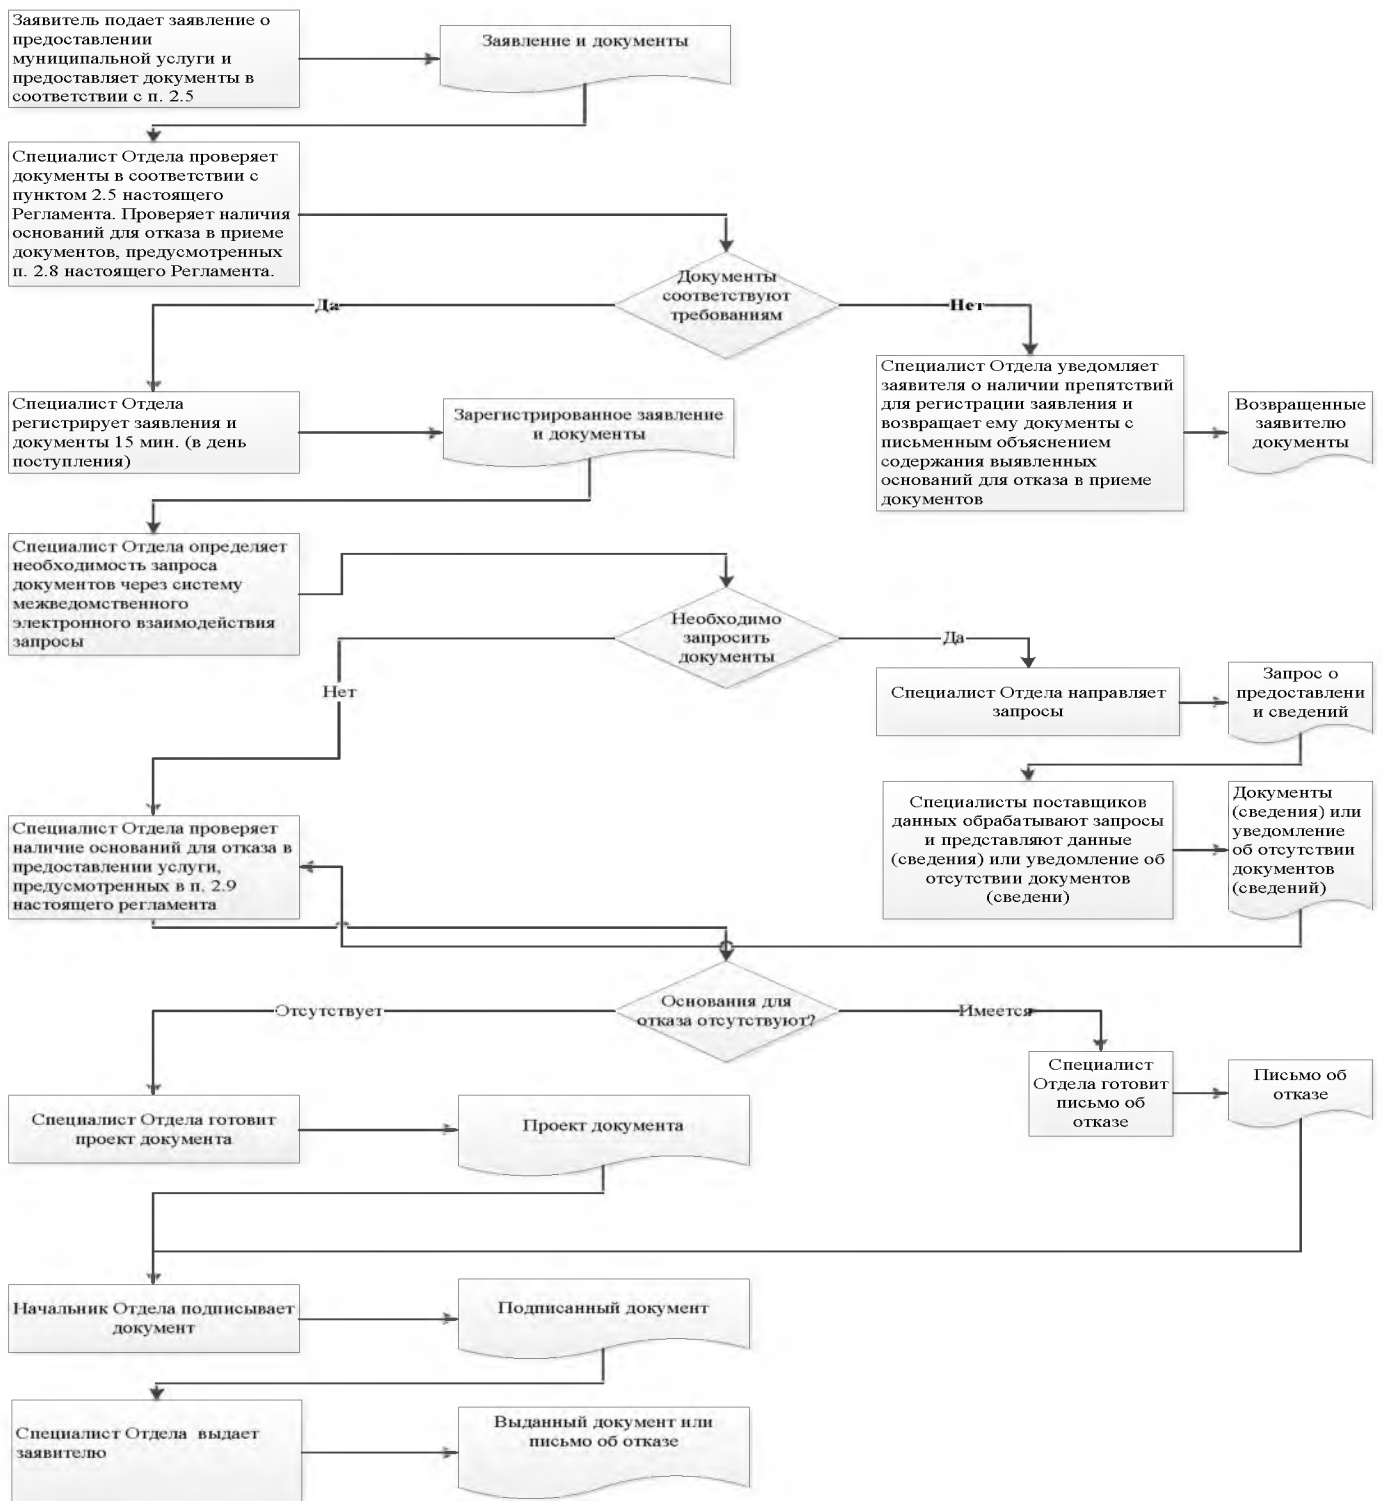 Заявитель подает заявление о
предоставлении
муниципальной услуги и
предоставляет документы в
соответствии с п. 2.5
Заявление и документы
Специалист Отдела проверяет
документы в соответствии с
пунктом 2.5 настоящего
Регламента. Проверяет наличия
оснований для отказа в приеме
документов, предусмотренных
п. 2.8 настоящего Регламента.
Документы
соответствуют
требованиям
Да
Нет
Специалист Отдела
регистрирует заявления и
документы 15 мин. (в день
поступления)
Зарегистрированное заявление
и документы
Специалист Отдела уведомляет
заявителя о наличии препятствий
для регистрации заявления и
возвращает ему документы с
письменным объяснением
содержания выявленных
оснований для отказа в приеме
документов
Возвращенные
заявителю
документы
Специалист Отдела определяет
необходимость запроса
документов через систему
межведомственного
электронного взаимодействия
запросы
Необходимо
запросить
документы
Да
Нет
Специалист Отдела направляет
запросы
Запрос о
предоставлени
и сведений
Специалисты поставщиков
данных обрабатывают запросы
и представляют данные
(сведения) или уведомление об
отсутствии документов
(сведени)
Документы
(сведения) или
уведомление
об отсутствии
документов
(сведений)
Специалист Отдела проверяет
наличие оснований для отказа в
предоставлении услуги,
предусмотренных в п. 2.9
настоящего регламента
Основания для
отказа отсутствуют?
Отсутствует
Имеется
Специалист
Отдела готовит
письмо об
отказе
Письмо об
отказе
Специалист Отдела готовит
проект документа
Проект документа
Начальник Отдела подписывает
документ
Подписанный документ
Специалист Отдела  выдает
заявителю
Выданный документ или
письмо об отказе